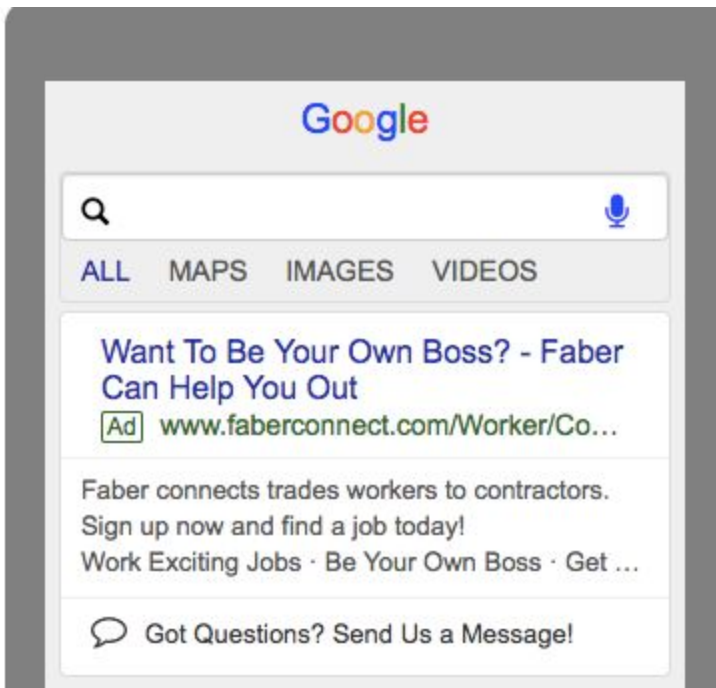 Google
ALL MAPS IMAGES VIDEOS
Want To Be Your Own Boss? - Faber
Can Help You Out
Ad www.faberconnect.com/Worker/Co...
Faber connects trades workers to contractors.
Sign up now and find a job today!
Work Exciting Jobs · Be Your Own Boss · Get ...
Got Questions? Send Us a Message!